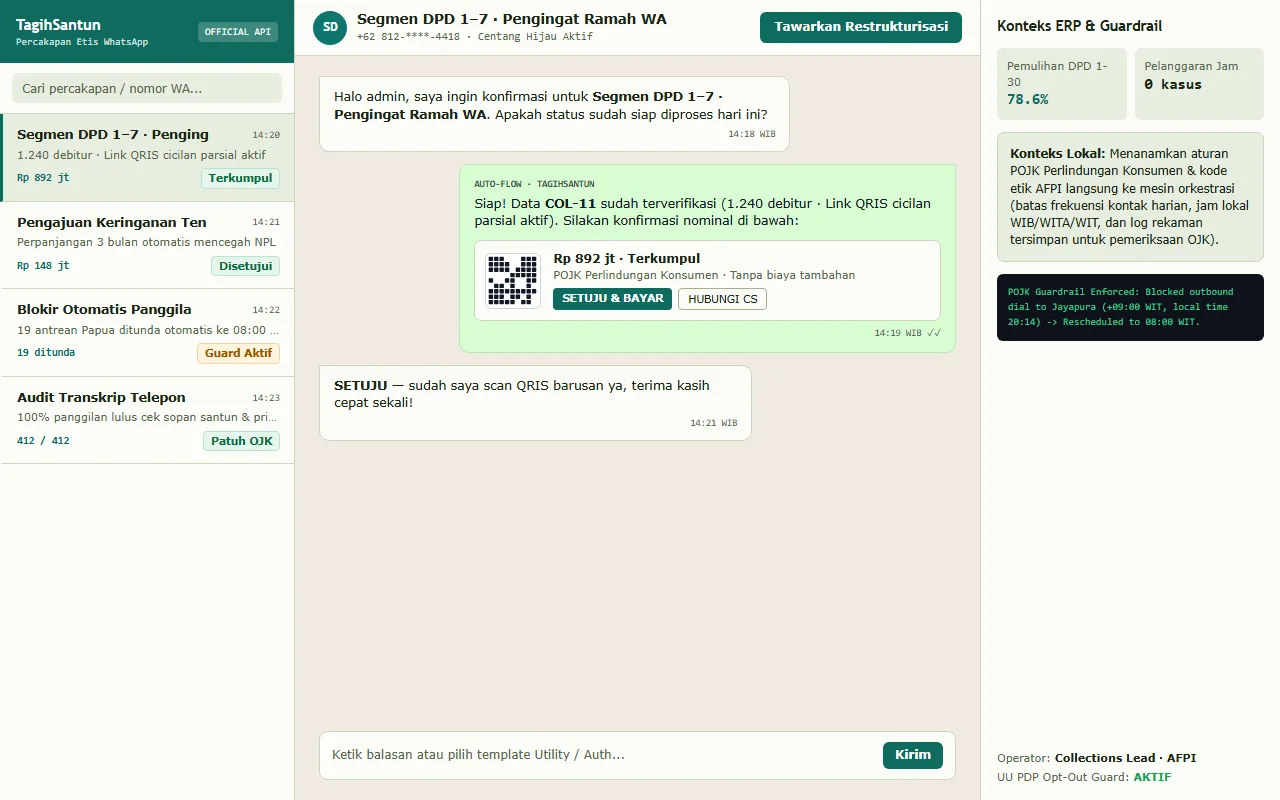 TagihSantun
Percakapan Etis WhatsApp
OFFICIAL API
Cari percakapan / nomor WA...
Segmen DPD 1–7 · Penging
14:20
1.240 debitur · Link QRIS cicilan parsial aktif
Rp 892 jt
Terkumpul
Pengajuan Keringanan Ten
14:21
Perpanjangan 3 bulan otomatis mencegah NPL
Rp 148 jt
Disetujui
Blokir Otomatis Panggila
14:22
19 antrean Papua ditunda otomatis ke 08:00 ...
19 ditunda
Guard Aktif
Audit Transkrip Telepon
14:23
100% panggilan lulus cek sopan santun & pri...
412 / 412
Patuh OJK
SD
Segmen DPD 1–7 · Pengingat Ramah WA
+62 812-****-4418 · Centang Hijau Aktif
Tawarkan Restrukturisasi
Halo admin, saya ingin konfirmasi untuk Segmen DPD 1–7 ·
Pengingat Ramah WA. Apakah status sudah siap diproses hari ini?
14:18 WIB
AUTO-FLOW · TAGIHSANTUN
Siap! Data COL-11 sudah terverifikasi (1.240 debitur · Link QRIS cicilan
parsial aktif). Silakan konfirmasi nominal di bawah:
Rp 892 jt · Terkumpul
POJK Perlindungan Konsumen · Tanpa biaya tambahan
SETUJU & BAYAR
HUBUNGI CS
14:19 WIB ✓✓
SETUJU — sudah saya scan QRIS barusan ya, terima kasih
cepat sekali!
14:21 WIB
Ketik balasan atau pilih template Utility / Auth...
Kirim
Konteks ERP & Guardrail
Pemulihan DPD 1-
30
78.6%
Pelanggaran Jam
0 kasus
Konteks Lokal: Menanamkan aturan
POJK Perlindungan Konsumen & kode
etik AFPI langsung ke mesin orkestrasi
(batas frekuensi kontak harian, jam lokal
WIB/WITA/WIT, dan log rekaman
tersimpan untuk pemeriksaan OJK).
POJK Guardrail Enforced: Blocked outbound
dial to Jayapura (+09:00 WIT, local time
20:14) -> Rescheduled to 08:00 WIT.
Operator: Collections Lead · AFPI
UU PDP Opt-Out Guard: AKTIF